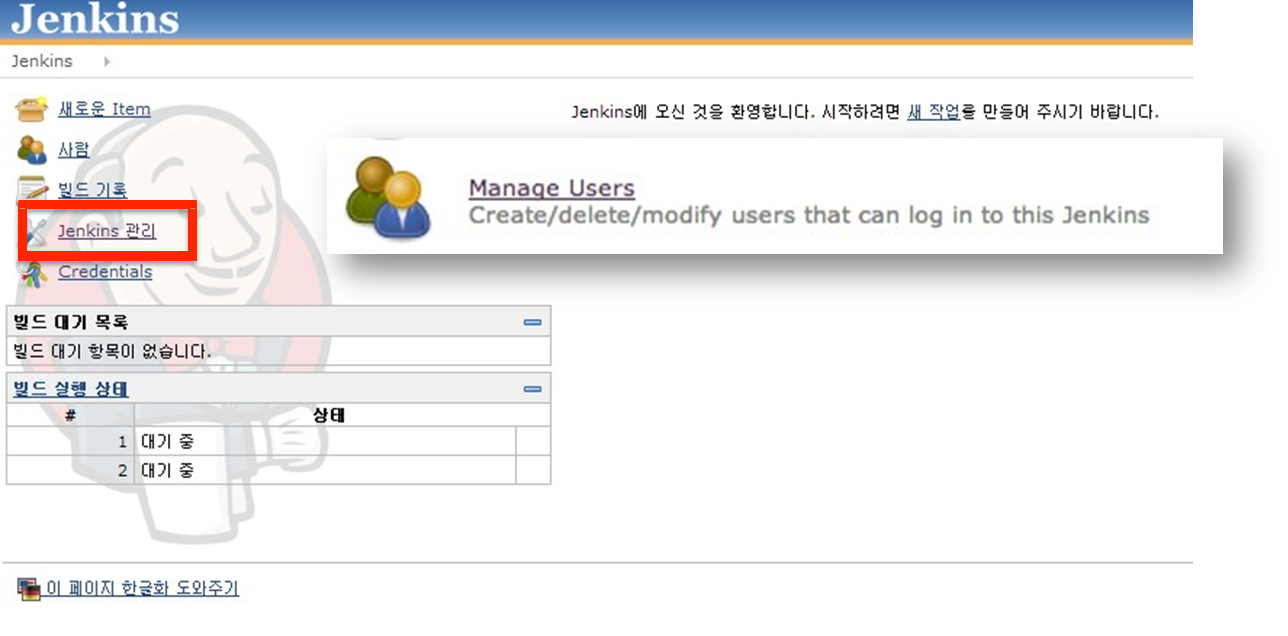 Jenkins
Jenkins
새로운 Item
사람
빌드 기록
Jenkins 관리
Credentials
빌드 대기 목록
빌드 대기 항목이 없습니다.
빌드 실행 상태
# 상태
1 대기 중
2 대기 중
Jenkins에 오신 것을 환영합니다. 시작하려면 새 작업를 만들어 주시기 바랍니다.
Manage Users
Create/delete/modify users that can log in to this Jenkins
이 페이지 한글화 도와주기